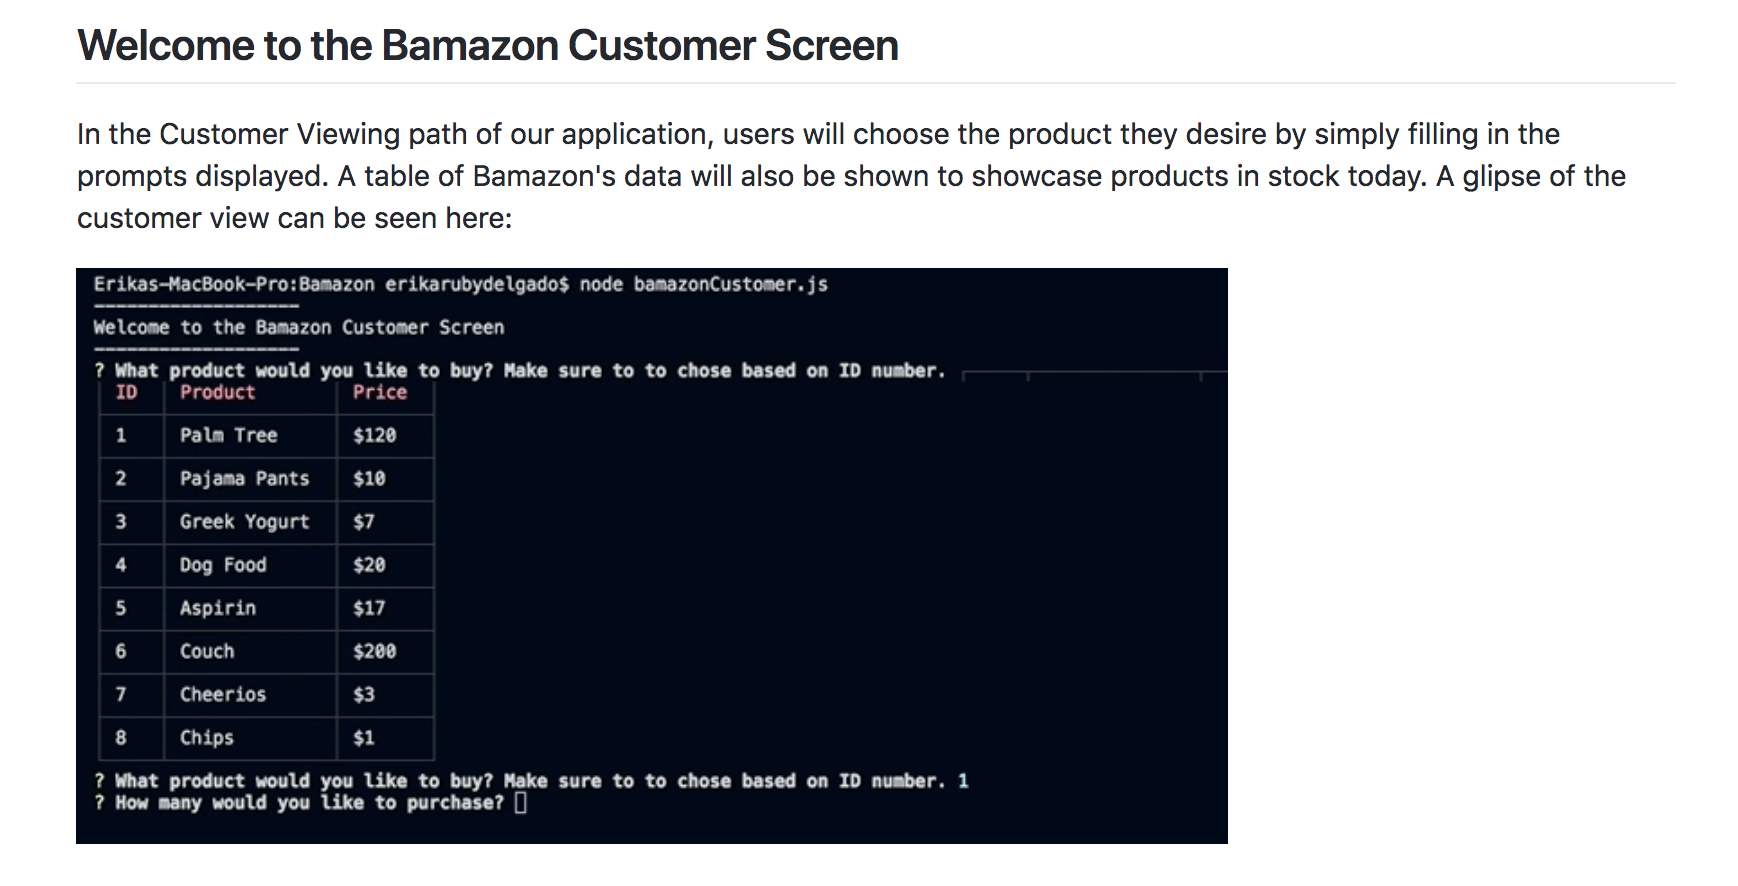 Welcome to the Bamazon Customer Screen
In the Customer Viewing path of our application, users will choose the product they desire by simply filling in the
prompts displayed. A table of Bamazon's data will also be shown to showcase products in stock today. A glipse of the
customer view can be seen here:
Erikas-MacBook-Pro:Bamazon erikarubydelgado$ node bamazonCustomer.js
-------------------
Welcome to the Bamazon Customer Screen
-------------------
? What product would you like to buy? Make sure to to chose based on ID number.
ID Product Price
1 Palm Tree $120
2 Pajama Pants $10
3 Greek Yogurt $7
4 Dog Food $20
5 Aspirin $17
6 Couch $200
7 Cheerios $3
8 Chips $1
? What product would you like to buy? Make sure to to chose based on ID number. 1
? How many would you like to purchase?